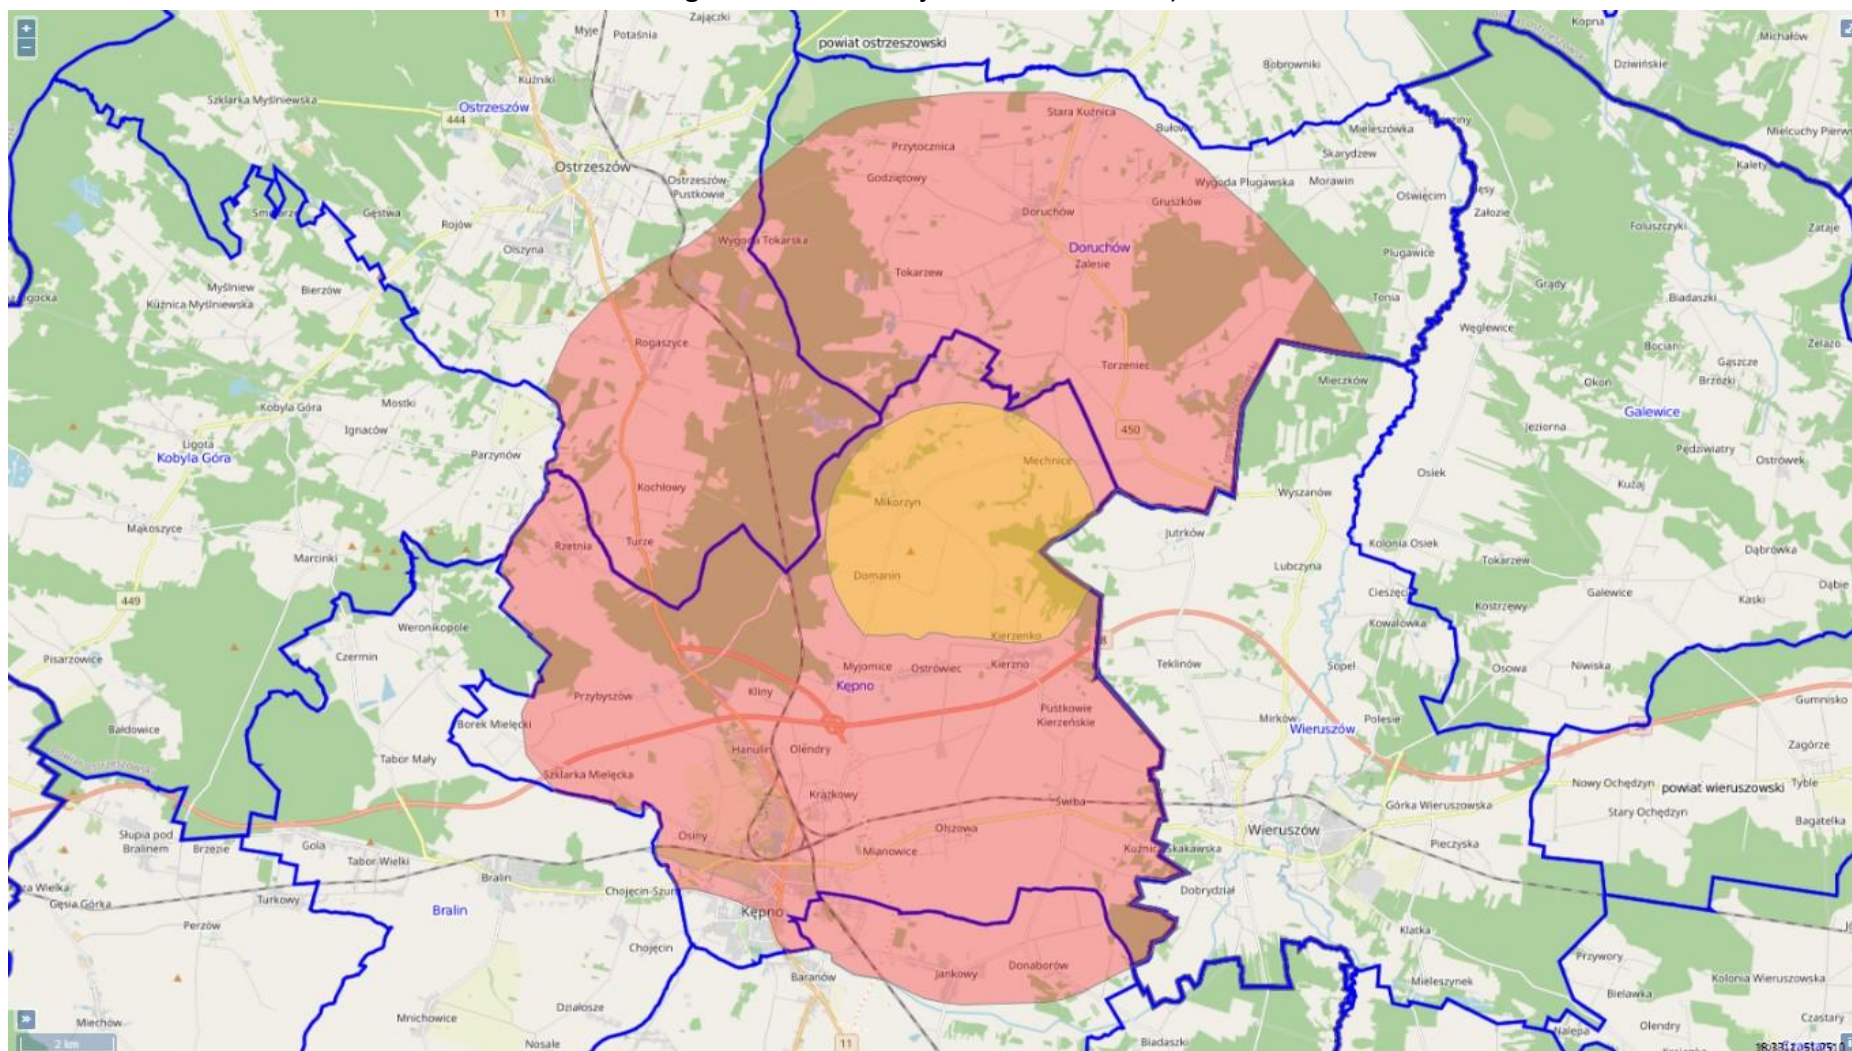 11
Zajączki
Myje
Potaśnia
powiat ostrzeszowski
Kopna
Michałów
Dziwińskie
Bobrowniki
Kuźniki
Szklarka Myślniewska
Ostrzeszów
444
Stara Kuźnica
Bułowy
Mieleszówka
Mielcuchy Pierw
Przytocznica
Skarydzew
Kalety
Ostrzeszów
Ostrzeszów-
Pustkowie
Godziętowy
Wygoda Plugawska
Morawin
Oświęcim
Gruszków
Załozie
Gęstwa
Rojów
Doruchów
Foluszczyki
Zataje
Olszyna
Wygoda Tokarska
Doruchów
Zalesie
Plugawice
Tokarzew
Myślniew
Bierzów
Kuźnica Myślniewska
Tonia
Grądy
Biadaszki
Węglewice
Rogaszyce
Bocian
Żelazo
Gąszcze
Torzeniec
Mieczków
Okoń
Brzózki
Kobyla Góra
Mostki
Galewice
Ignaców
450
Jeziorna
Ligota
Kobyla Góra
Parzynów
Mechnice
Pędziwiatry
Ostrówek
Osiek
Kochłowy
Kuźaj
Wyszanów
Mikorzyn
Mąkoszyce
Jutrków
Rzetnia
Turze
Kolonia Osiek
Dąbrówka
Marcinki
Tokarzew
Lubczyna
Domanin
Dąbie
Cieszęcin
Galewice
Kaski
449
Kostrzewy
Weronikopole
Kowalówka
Kierzenko
8
Pisarzowice
Czermin
Myjomice
Ostrówiec
Kierzno
Teklinów
Sopel
Osowa
Niwiska
Kępno
Kliny
Przybyszów
Gumnisko
Pustkowie
Kierzeńskie
Mirków
Polesie
Borek Mielęcki
Bałdowice
Wieruszów
Hanulin
Olendry
Zagórze
Tabor Mały
Szklarka Mielęcka
Nowy Ochędzyn
powiat wieruszowski
Tyble
Krążkowy
Świba
Górka Wieruszowska
Stary Ochędzyn
Bagatelka
Słupia pod
Bralinem
Brzezie
Gola
Osiny
Olszowa
Wieruszów
Pieczyska
Tabor Wielki
Mianowice
Kuźnica Skakawska
Bralin
Chojęcin-Szum
Dobrydział
Gęsia Górka
Turkowy
Bralin
Kępno
Perzów
Klatka
Chojęcin
Przywory
Donaborów
Jankowy
Baranów
Mieleszynek
Kolonia Wieruszowska
Bielawka
Działosze
Miechów
Mnichowice
Czastary
Olendry
Nalepa
2 km
Nosale
11
Biadaszki